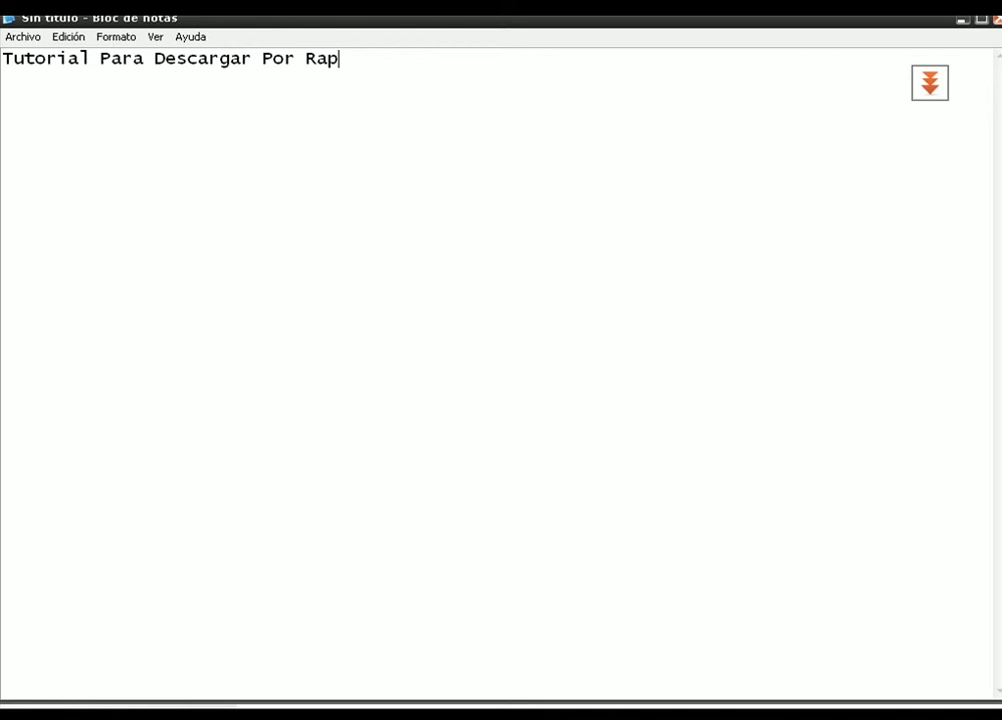 Sin título - Bloc de notas
Archivo Edición Formato Ver Ayuda
Tutorial Para Descargar Por Rap